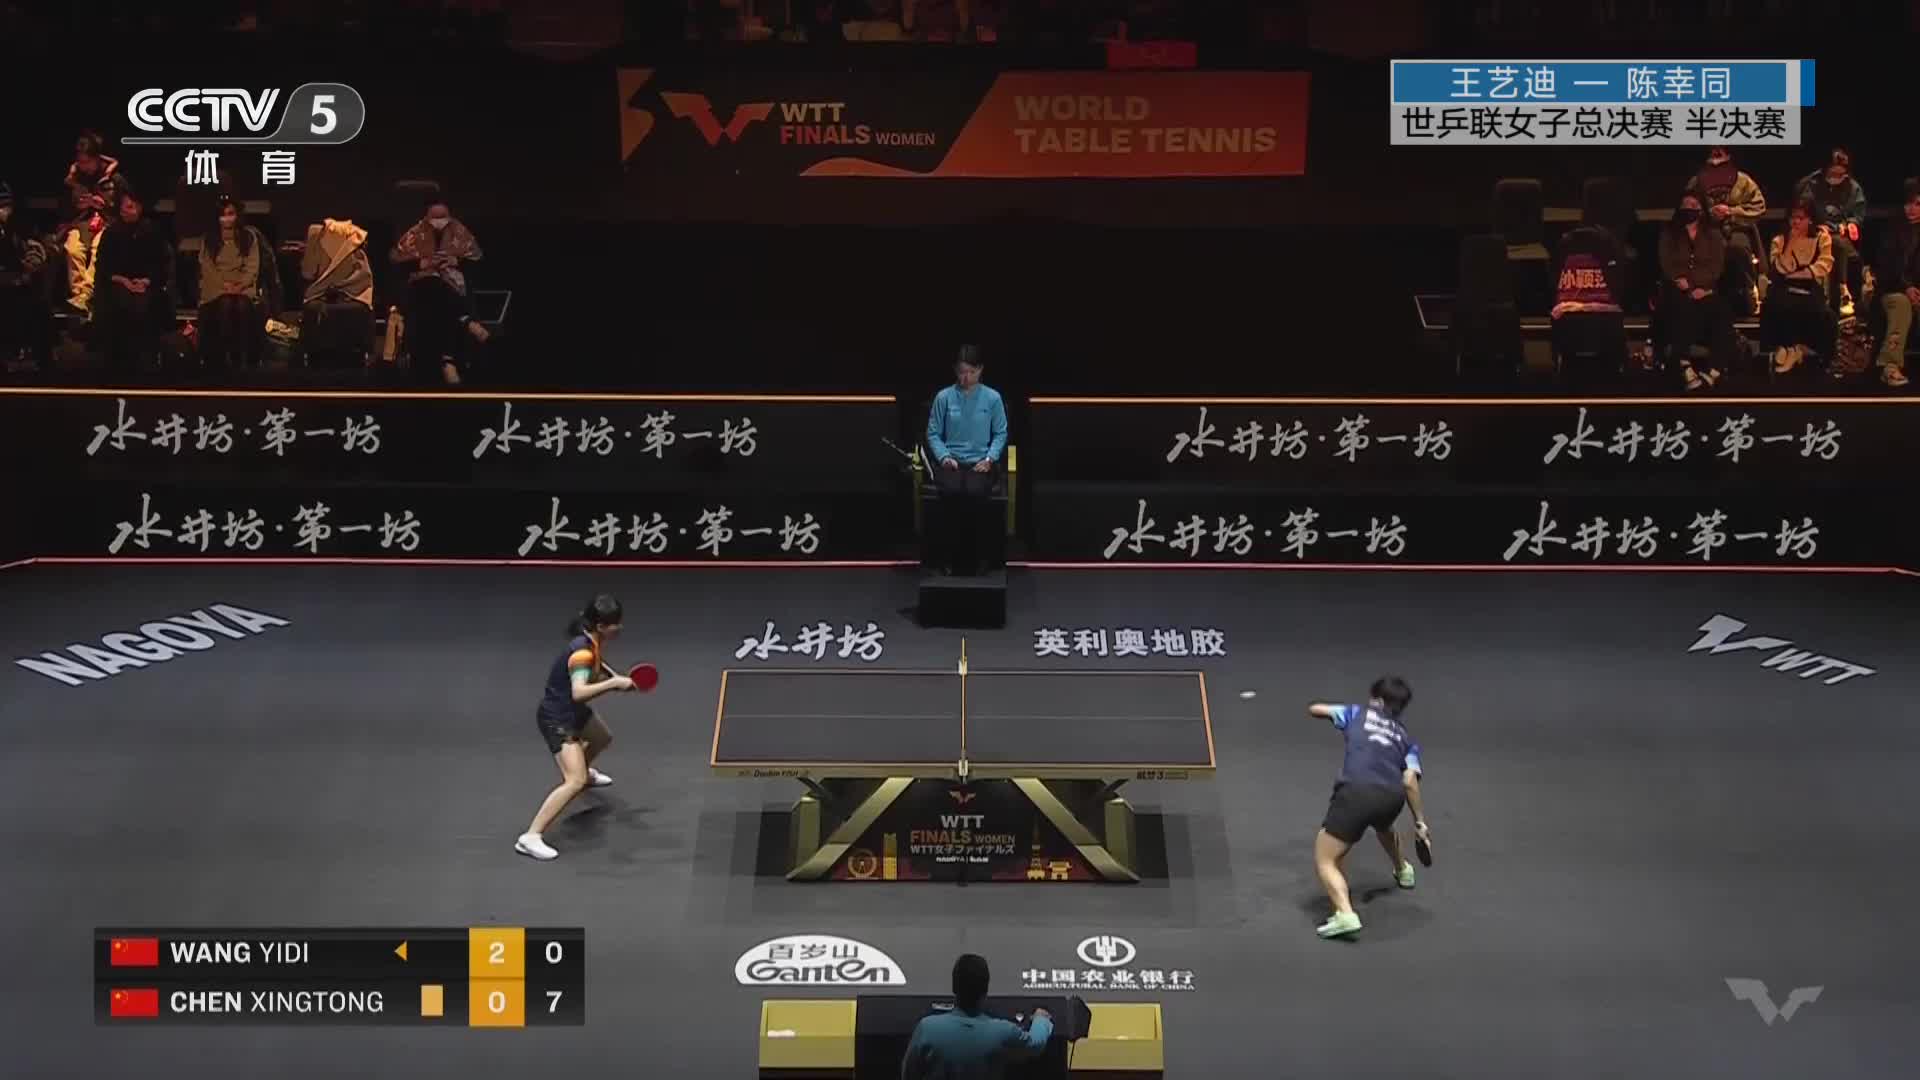 CCTV 5
体育
王艺迪 — 陈幸同
世乒联女子总决赛 半决赛
WTT
FINALS WOMEN
WORLD
TABLE TENNIS
水井坊·第一坊 水井坊·第一坊 水井坊·第一坊 水井坊·第一坊
水井坊·第一坊 水井坊·第一坊 水井坊·第一坊 水井坊·第一坊
NAGOYA
水井坊
英利奥地胶
WTT
WTT
FINALS WOMEN
WTT女子ファイナルズ
WANG YIDI 2 0
CHEN XINGTONG 0 7
百岁山
Ganten
中国农业银行
AGRICULTURAL BANK OF CHINA